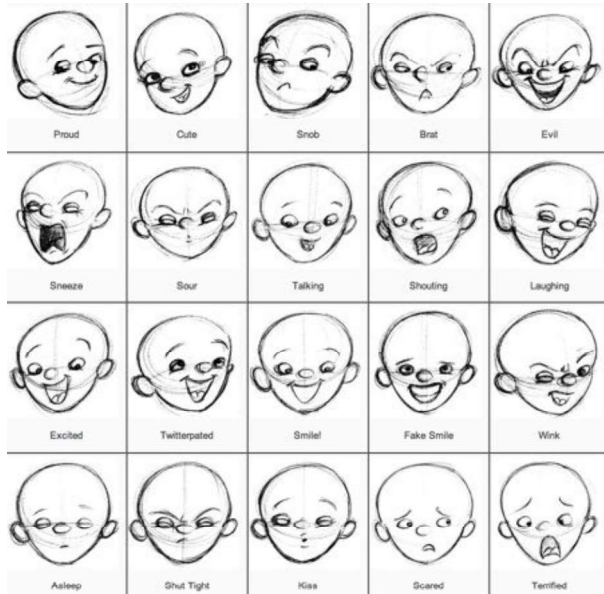 Proud
Cute
Snob
Brat
Evil
Sneeze
Sour
Talking
Shouting
Laughing
Excited
Twitterpated
Smile!
Fake Smile
Wink
Asleep
Shut Tight
Kiss
Scared
Terrified